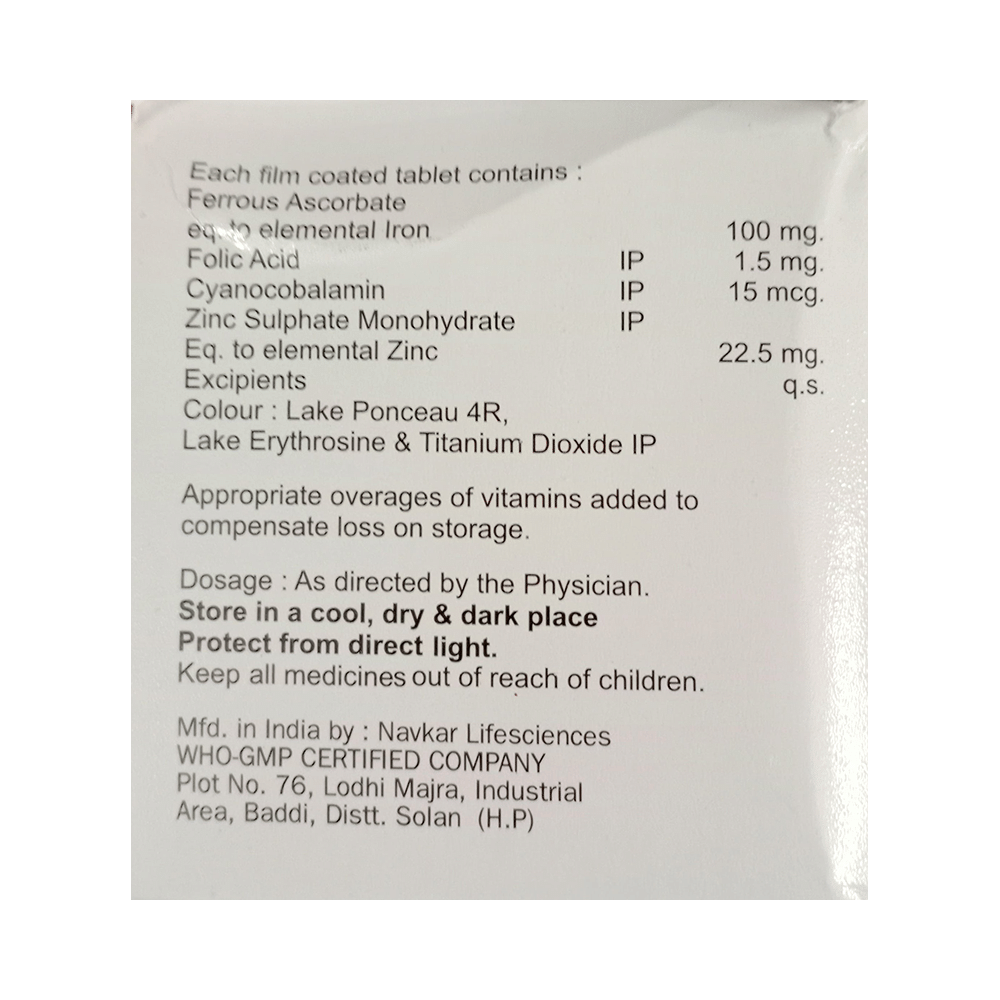 Each film coated tablet contains :
Ferrous Ascorbate
eq. to elemental Iron 100 mg.
Folic Acid IP 1.5 mg.
Cyanocobalamin IP 15 mcg.
Zinc Sulphate Monohydrate IP
Eq. to elemental Zinc 22.5 mg.
Excipients q.s.
Colour : Lake Ponceau 4R,
Lake Erythrosine & Titanium Dioxide IP
Appropriate overages of vitamins added to
compensate loss on storage.
Dosage : As directed by the Physician.
Store in a cool, dry & dark place
Protect from direct light.
Keep all medicines out of reach of children.
Mfd. in India by : Navkar Lifesciences
WHO-GMP CERTIFIED COMPANY
Plot No. 76, Lodhi Majra, Industrial
Area, Baddi, Distt. Solan (H.P)